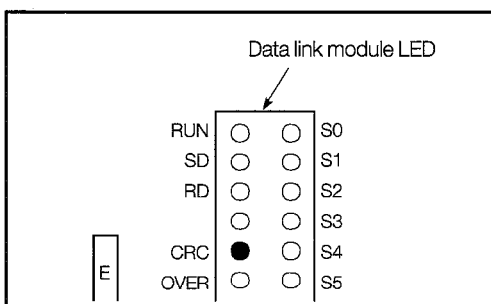 Data link module LED
RUN S0
SD S1
RD S2
S3
CRC S4
E
OVER S5